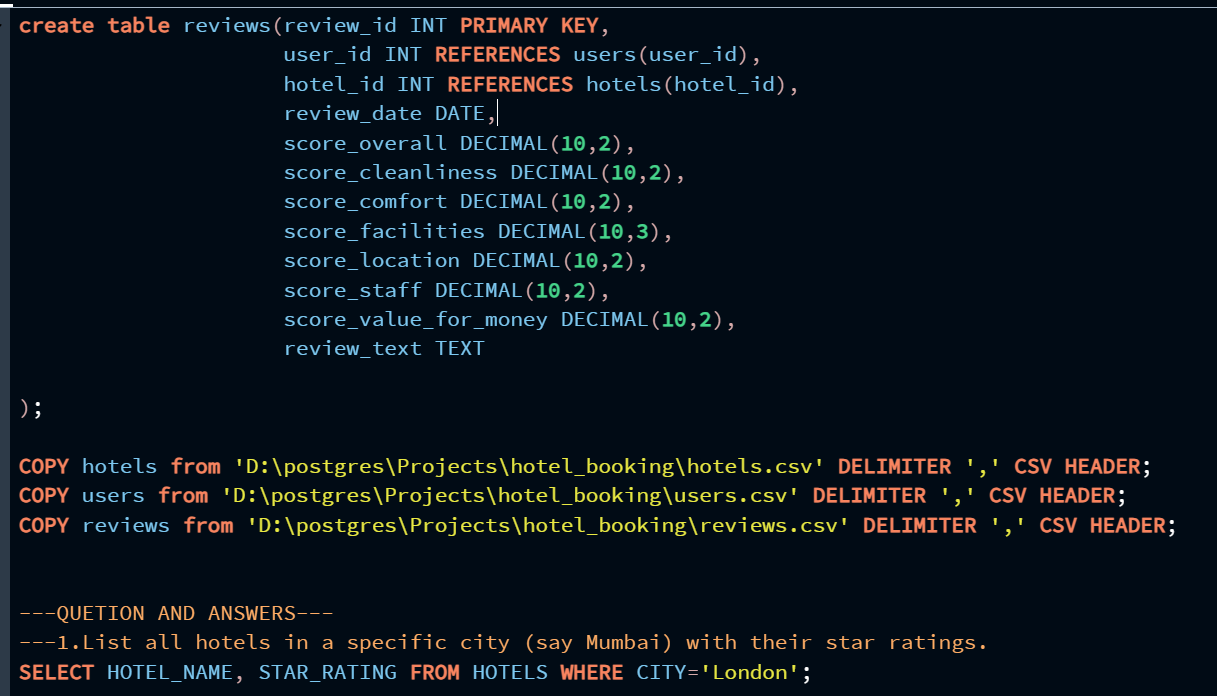 create table reviews(review_id INT PRIMARY KEY,
user_id INT REFERENCES users(user_id),
hotel_id INT REFERENCES hotels(hotel_id),
review_date DATE,
score_overall DECIMAL(10,2),
score_cleanliness DECIMAL(10,2),
score_comfort DECIMAL(10,2),
score_facilities DECIMAL(10,3),
score_location DECIMAL(10,2),
score_staff DECIMAL(10,2),
score_value_for_money DECIMAL(10,2),
review_text TEXT
);
COPY hotels from 'D:\postgres\Projects\hotel_booking\hotels.csv' DELIMITER ',' CSV HEADER;
COPY users from 'D:\postgres\Projects\hotel_booking\users.csv' DELIMITER ',' CSV HEADER;
COPY reviews from 'D:\postgres\Projects\hotel_booking\reviews.csv' DELIMITER ',' CSV HEADER;
---QUETION AND ANSWERS---
---1.List all hotels in a specific city (say Mumbai) with their star ratings.
SELECT HOTEL_NAME, STAR_RATING FROM HOTELS WHERE CITY='London';